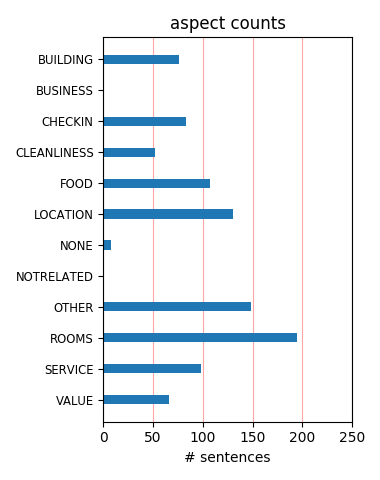 aspect counts
BUILDING
BUSINESS
CHECKIN
CLEANLINESS
FOOD
LOCATION
NONE
NOTRELATED
OTHER
ROOMS
SERVICE
VALUE
0 50 100 150 200 250
# sentences